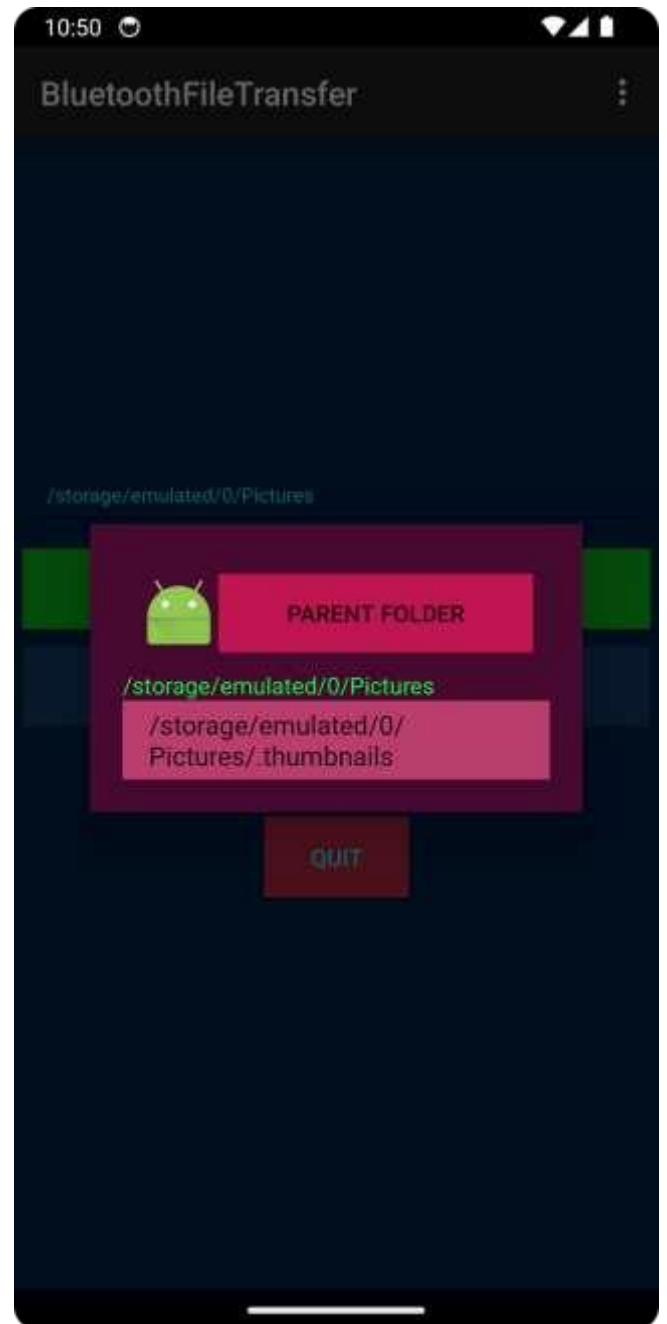 10:50
BluetoothFileTransfer
/storage/emulated/0/Pictures
PARENT FOLDER
/storage/emulated/0/Pictures
/storage/emulated/0/
Pictures/.thumbnails
QUIT